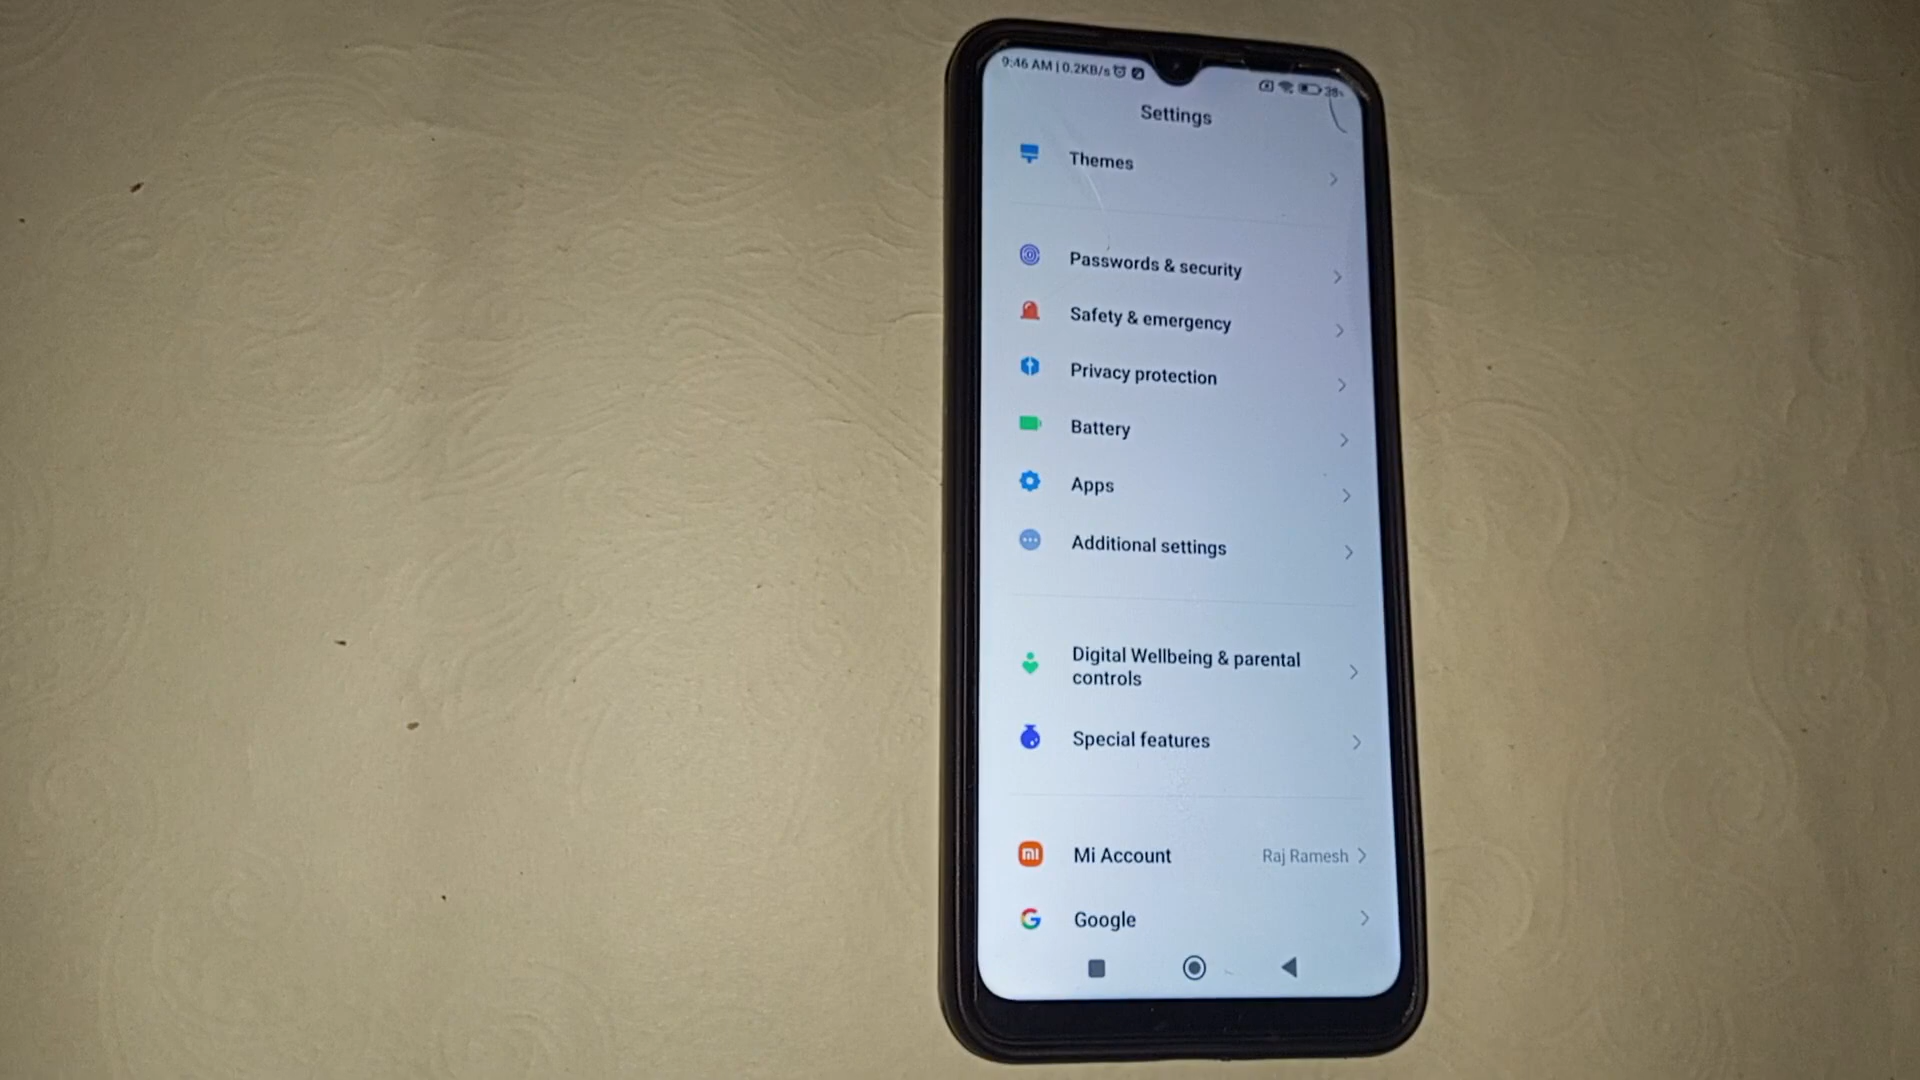 9:46 AM | 0.2KB/s
38%
Settings
Themes
Passwords & security
Safety & emergency
Privacy protection
Battery
Apps
Additional settings
Digital Wellbeing & parental
controls
Special features
Mi Account
Raj Ramesh
Google